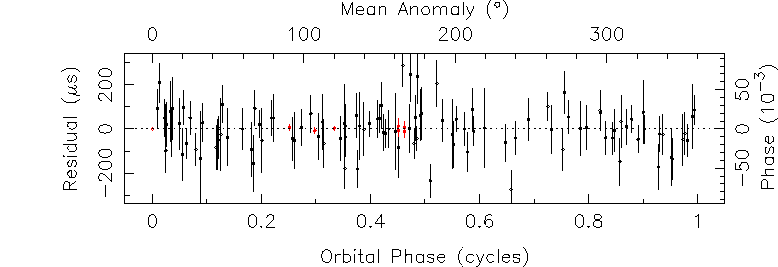 Mean Anomaly (°)
0 100 200 300
Residual (μs)
-200 0 200
-50 0 50
Phase (10⁻³)
0 0.2 0.4 0.6 0.8 1
Orbital Phase (cycles)